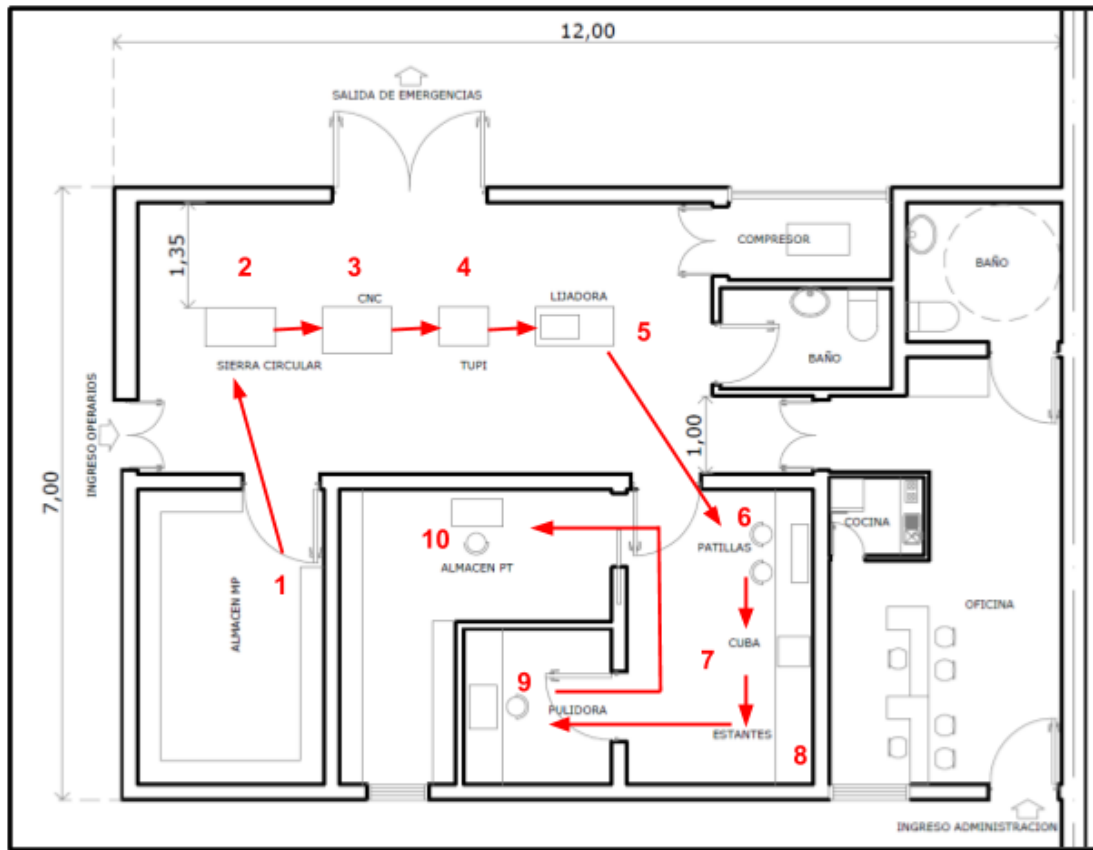 12,00
SALIDA DE EMERGENCIAS
1,35
2
3
4
CNC
LIJADORA
5
SIERRA CIRCULAR
TUPI
COMPRESOR
BAÑO
BAÑO
INGRESO OPERARIOS
7,00
1,00
1
ALMACEN MP
10
ALMACEN PT
6
PATILLAS
COCINA
OFICINA
CUBA
7
9
PULIDORA
ESTANTES
8
INGRESO ADMINISTRACION